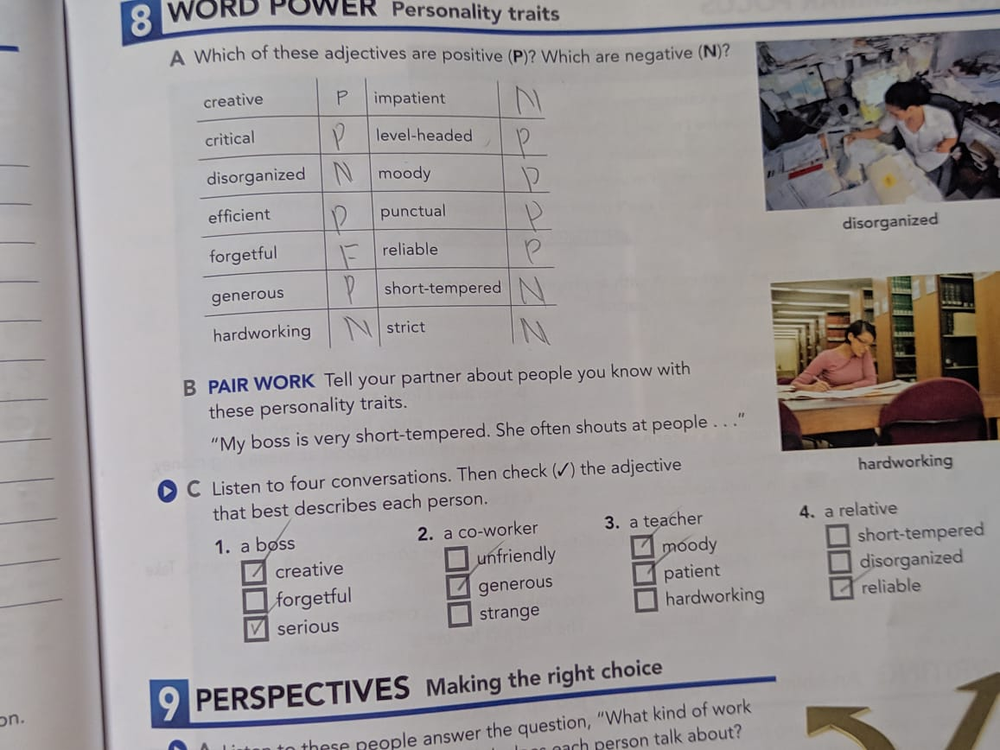 8 WORD POWER Personality traits
A Which of these adjectives are positive (P)? Which are negative (N)?
creative P impatient N
critical P level-headed P
disorganized N moody P
efficient P punctual P
forgetful F reliable P
generous P short-tempered N
hardworking N strict N
disorganized
B PAIR WORK Tell your partner about people you know with
these personality traits.
"My boss is very short-tempered. She often shouts at people . . ."
hardworking
C Listen to four conversations. Then check (✓) the adjective
that best describes each person.
1. a boss
✓ creative
forgetful
✓ serious
2. a co-worker
unfriendly
✓ generous
strange
3. a teacher
✓ moody
✓ patient
hardworking
4. a relative
short-tempered
disorganized
✓ reliable
9 PERSPECTIVES Making the right choice
these people answer the question, "What kind of work
each person talk about?
on.